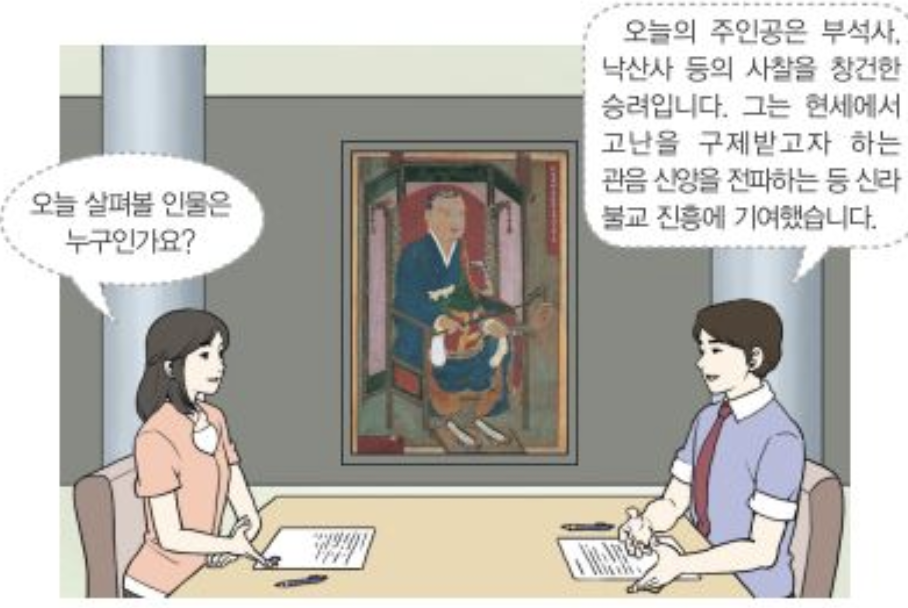 오늘 살펴볼 인물은
누구인가요?
오늘의 주인공은 부석사,
낙산사 등의 사찰을 창건한
승려입니다. 그는 현세에서
고난을 구제받고자 하는
관음 신앙을 전파하는 등 신라
불교 진흥에 기여했습니다.